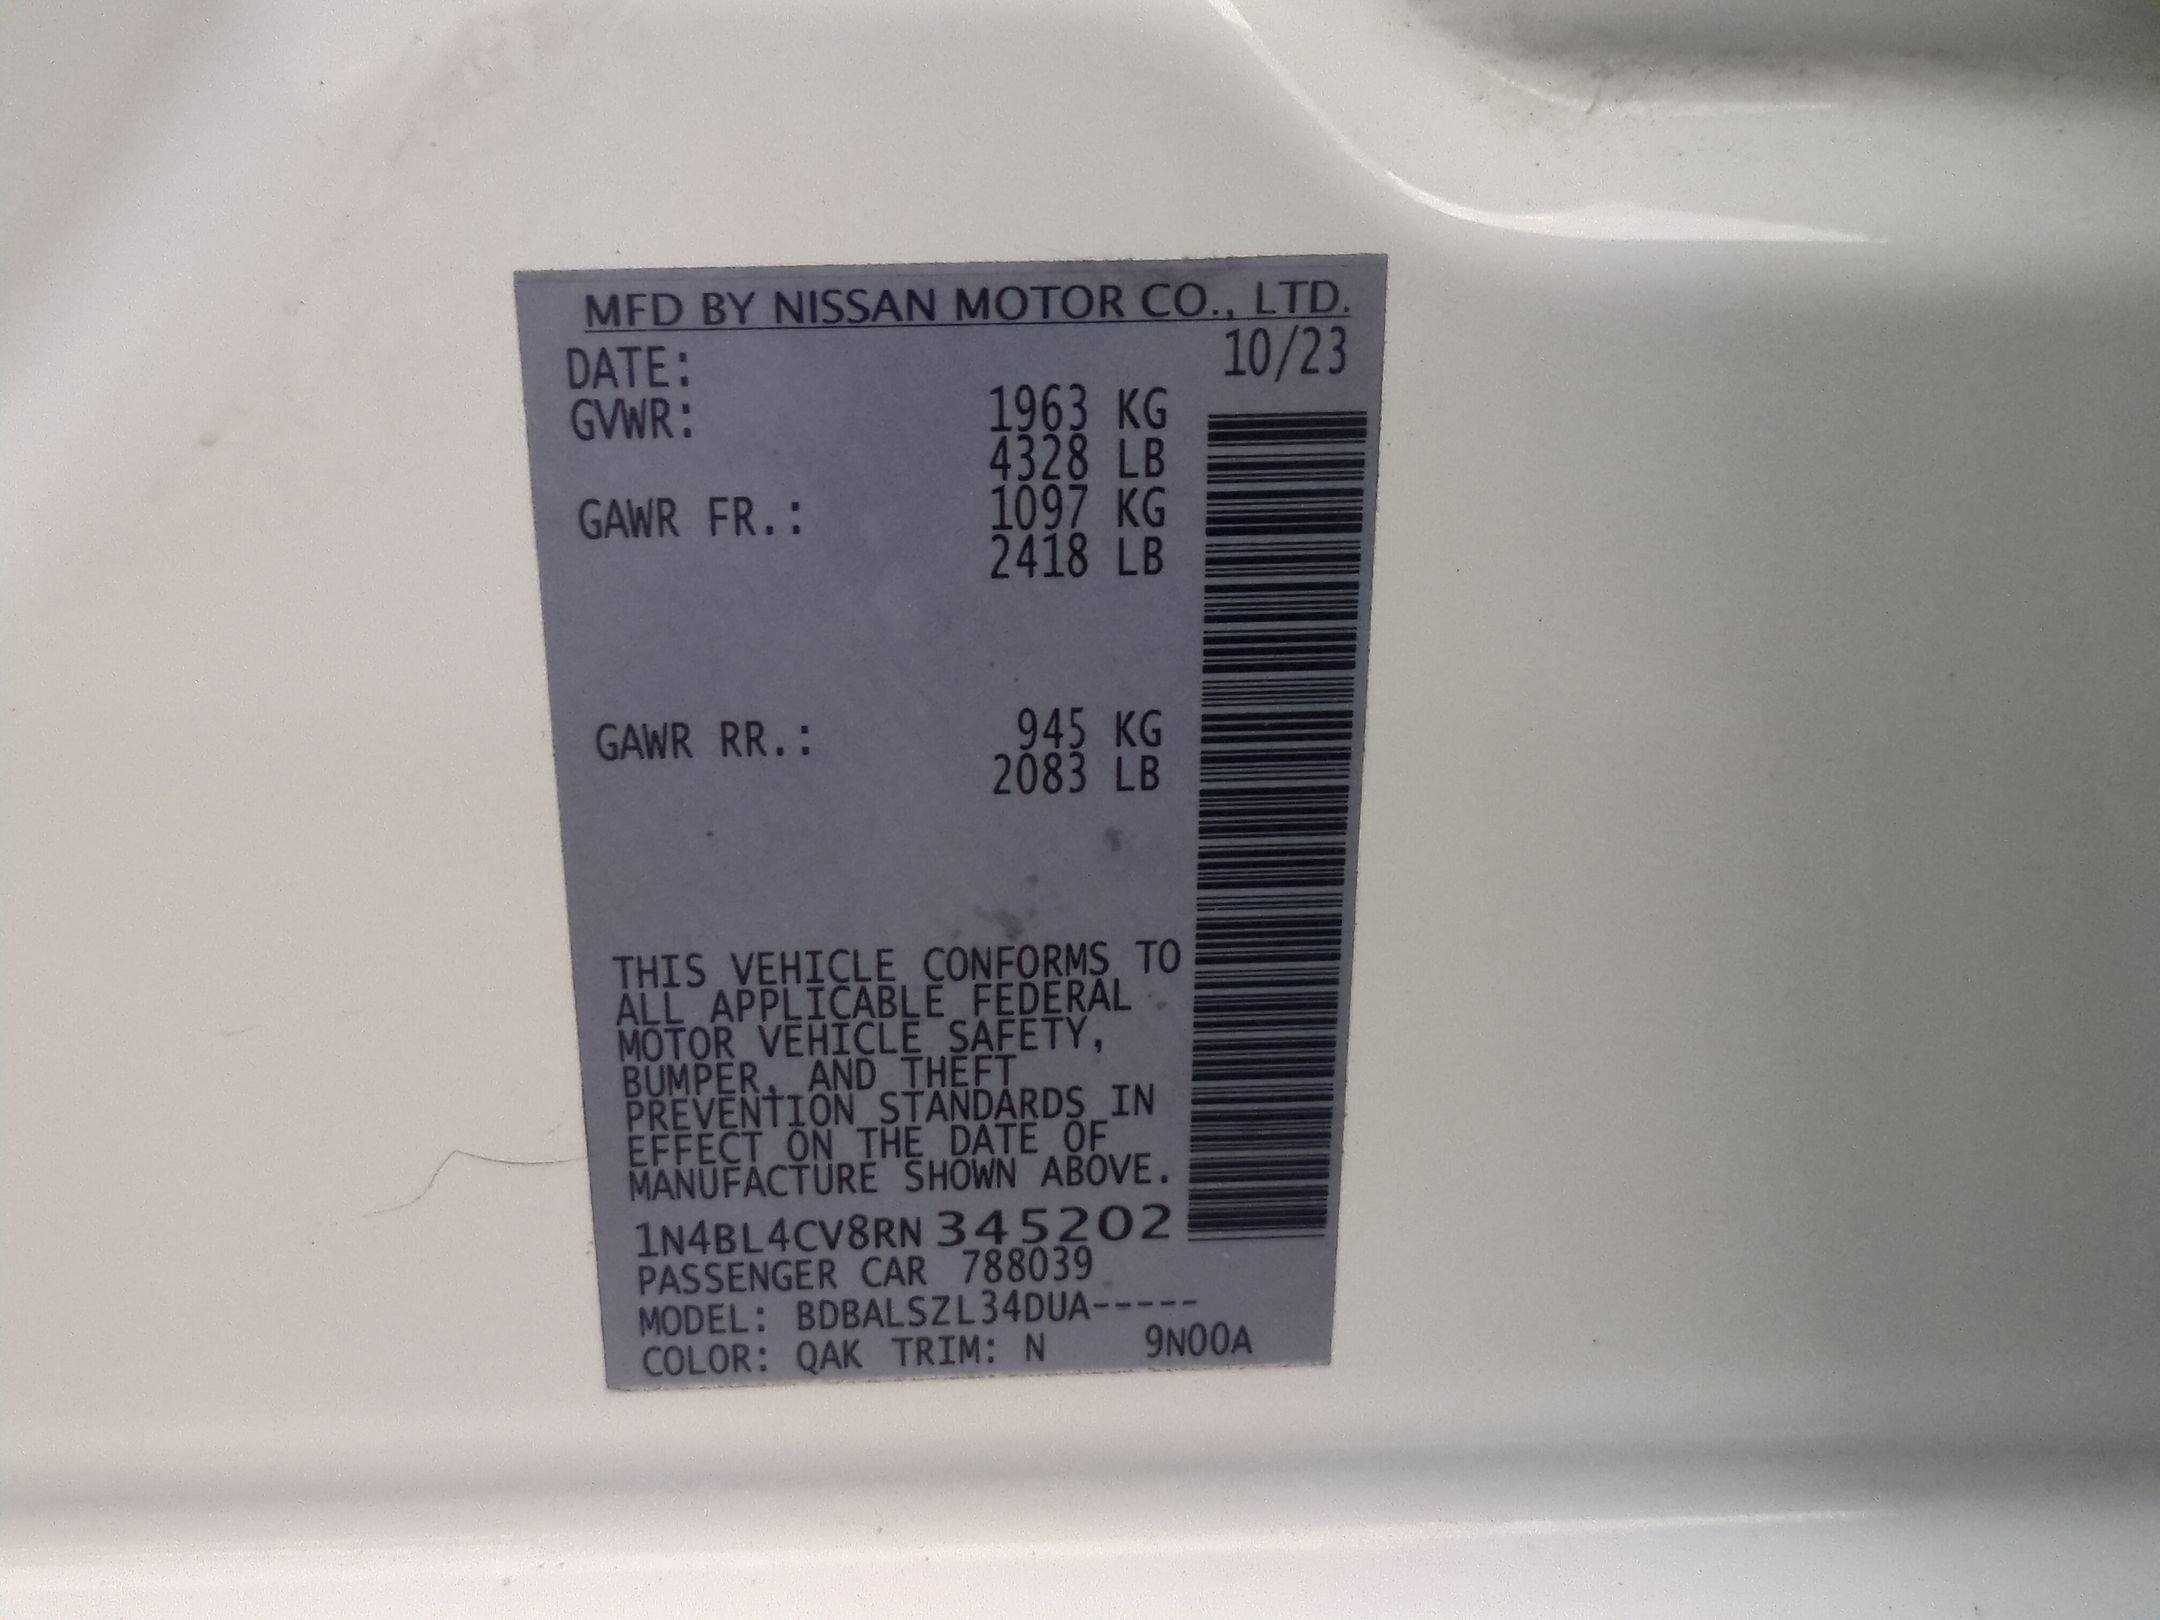 MFD BY NISSAN MOTOR CO., LTD.
DATE: 10/23
GVWR: 1963 KG
4328 LB
GAWR FR.: 1097 KG
2418 LB
GAWR RR.: 945 KG
2083 LB
THIS VEHICLE CONFORMS TO
ALL APPLICABLE FEDERAL
MOTOR VEHICLE SAFETY,
BUMPER, AND THEFT
PREVENTION STANDARDS IN
EFFECT ON THE DATE OF
MANUFACTURE SHOWN ABOVE.
1N4BL4CV8RN 345202
PASSENGER CAR 788039
MODEL: BDBALSZL34DUA-----
COLOR: QAK TRIM: N 9N00A